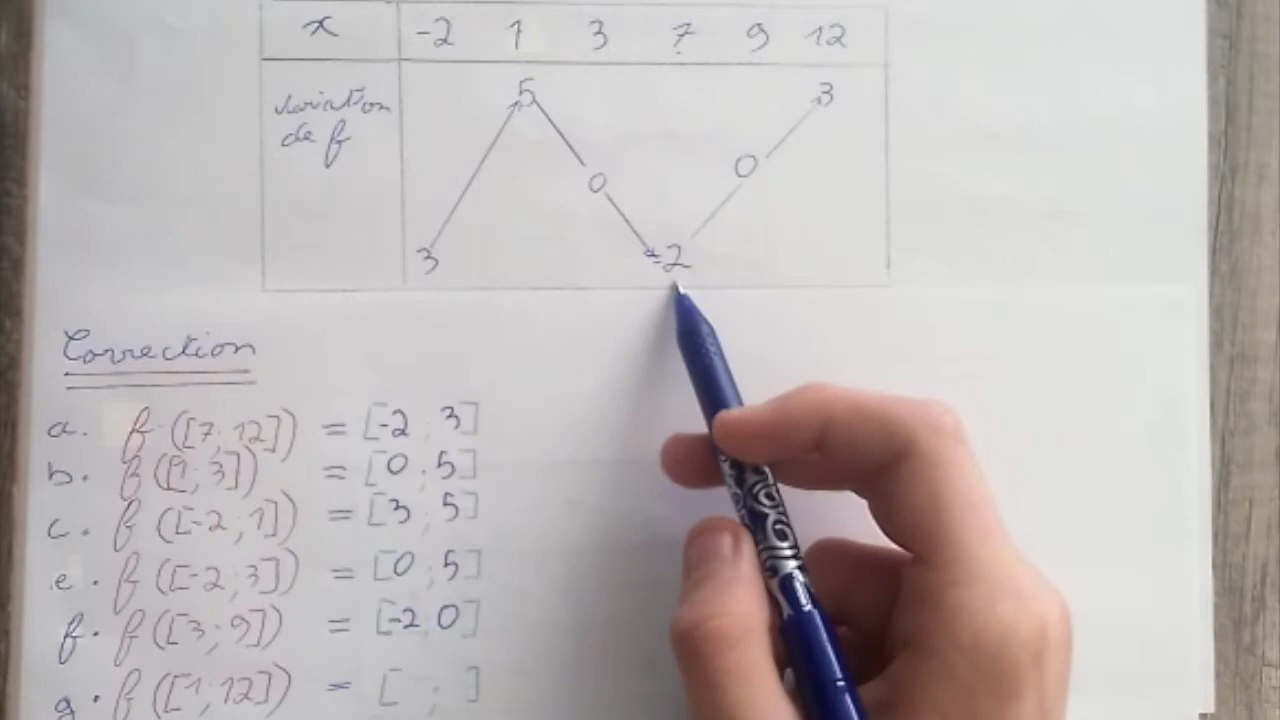 x -2 1 3 7 9 12
variation 5 3
de f 0 0
3 -2
Correction
a. f([7;12]) = [-2 ; 3]
b. f([1;3]) = [0 ; 5]
c. f([-2;1]) = [3 ; 5]
e. f([-2;3]) = [0 ; 5]
f. f([3;9]) = [-2 ; 0]
g. f([1;12]) = [ ; ]